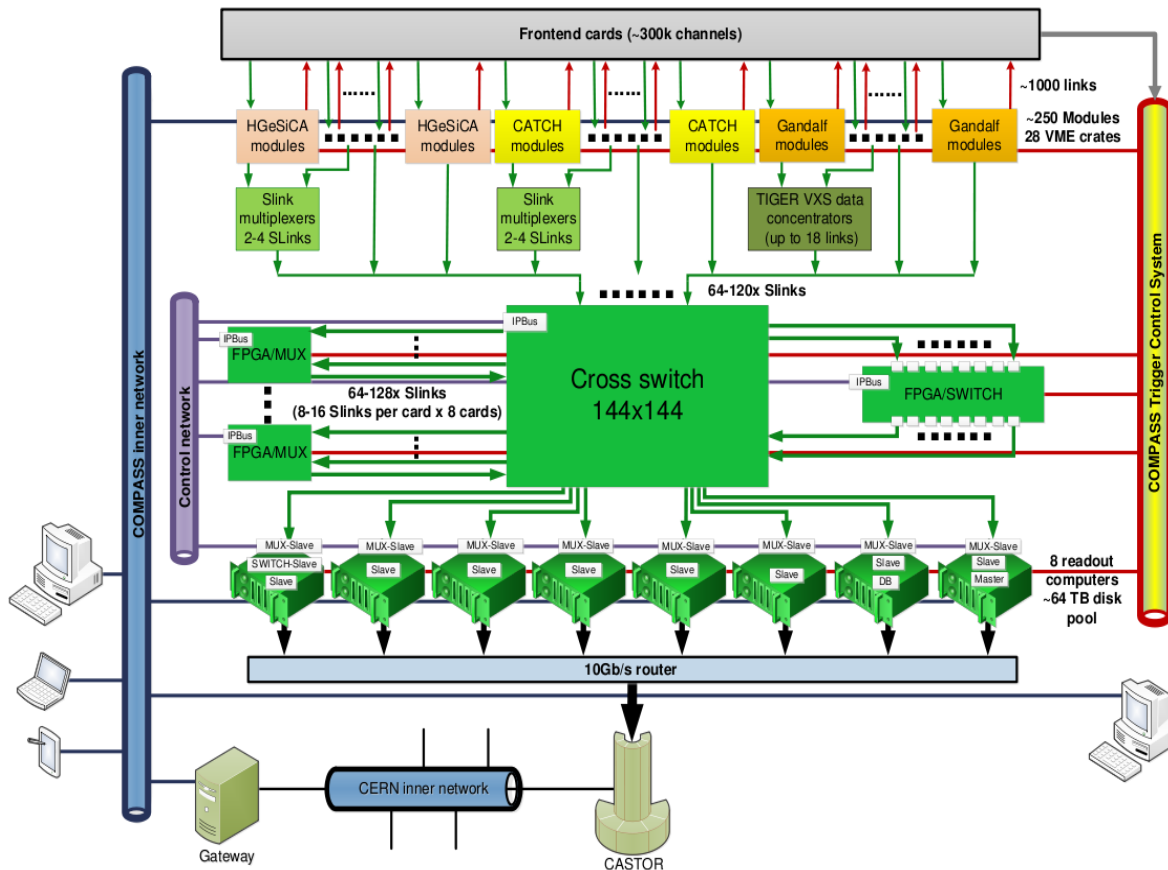 Frontend cards (~300k channels)
~1000 links
~250 Modules
28 VME crates
HGeSiCA
modules
HGeSiCA
modules
CATCH
modules
CATCH
modules
Gandalf
modules
Gandalf
modules
Slink
multiplexers
2-4 SLinks
Slink
multiplexers
2-4 SLinks
TIGER VXS data
concentrators
(up to 18 links)
64-120x Slinks
COMPASS inner network
Control network
COMPASS Trigger Control System
IPBus
IPBus
FPGA/MUX
64-128x Slinks
(8-16 Slinks per card x 8 cards)
Cross switch
144x144
IPBus
FPGA/SWITCH
IPBus
FPGA/MUX
MUX-Slave
MUX-Slave
MUX-Slave
MUX-Slave
MUX-Slave
MUX-Slave
MUX-Slave
MUX-Slave
SWITCH-Slave
Slave
Slave
Slave
Slave
Slave
Slave
Slave
DB
Slave
Master
8 readout
computers
~64 TB disk
pool
10Gb/s router
CERN inner network
Gateway
CASTOR